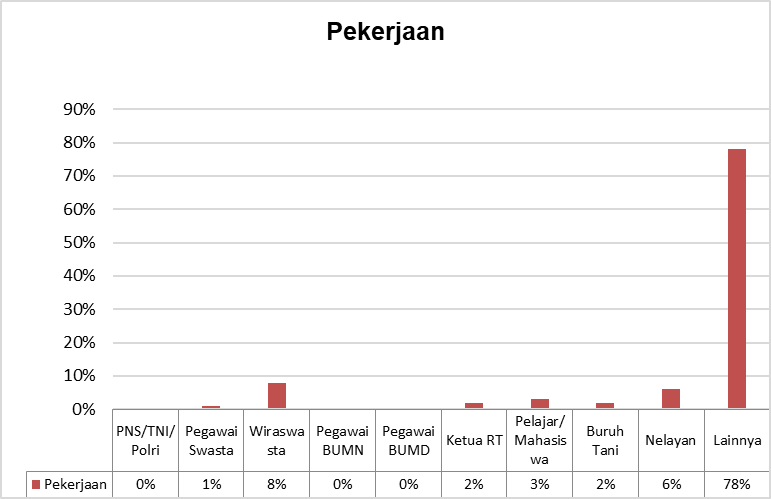 Pekerjaan
90%
80%
70%
60%
50%
40%
30%
20%
10%
0%
PNS/TNI/
Polri
Pegawai
Swasta
Wiraswa
sta
Pegawai
BUMN
Pegawai
BUMD
Ketua RT
Pelajar/
Mahasis
wa
Buruh
Tani
Nelayan
Lainnya
Pekerjaan 0% 1% 8% 0% 0% 2% 3% 2% 6% 78%